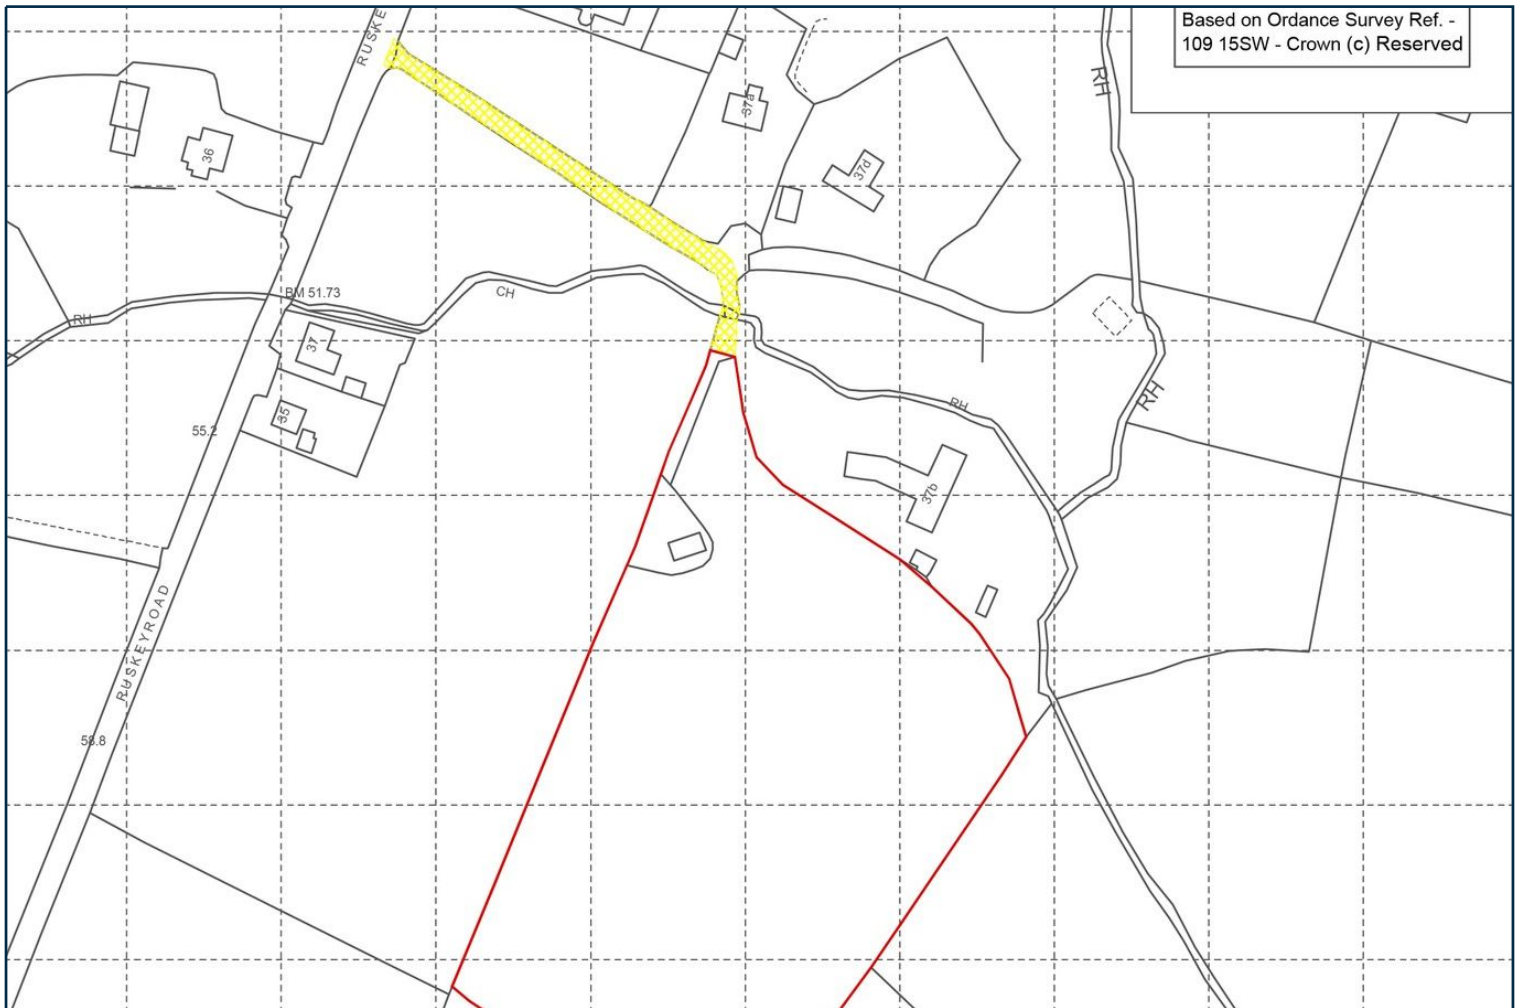 RUSKE
Based on Ordance Survey Ref. -
109 15SW - Crown (c) Reserved
RH
37a
36
37d
BM 51.73
CH
RH
37
RH
RH
35
55.2
37b
RUSKEYROAD
58.8